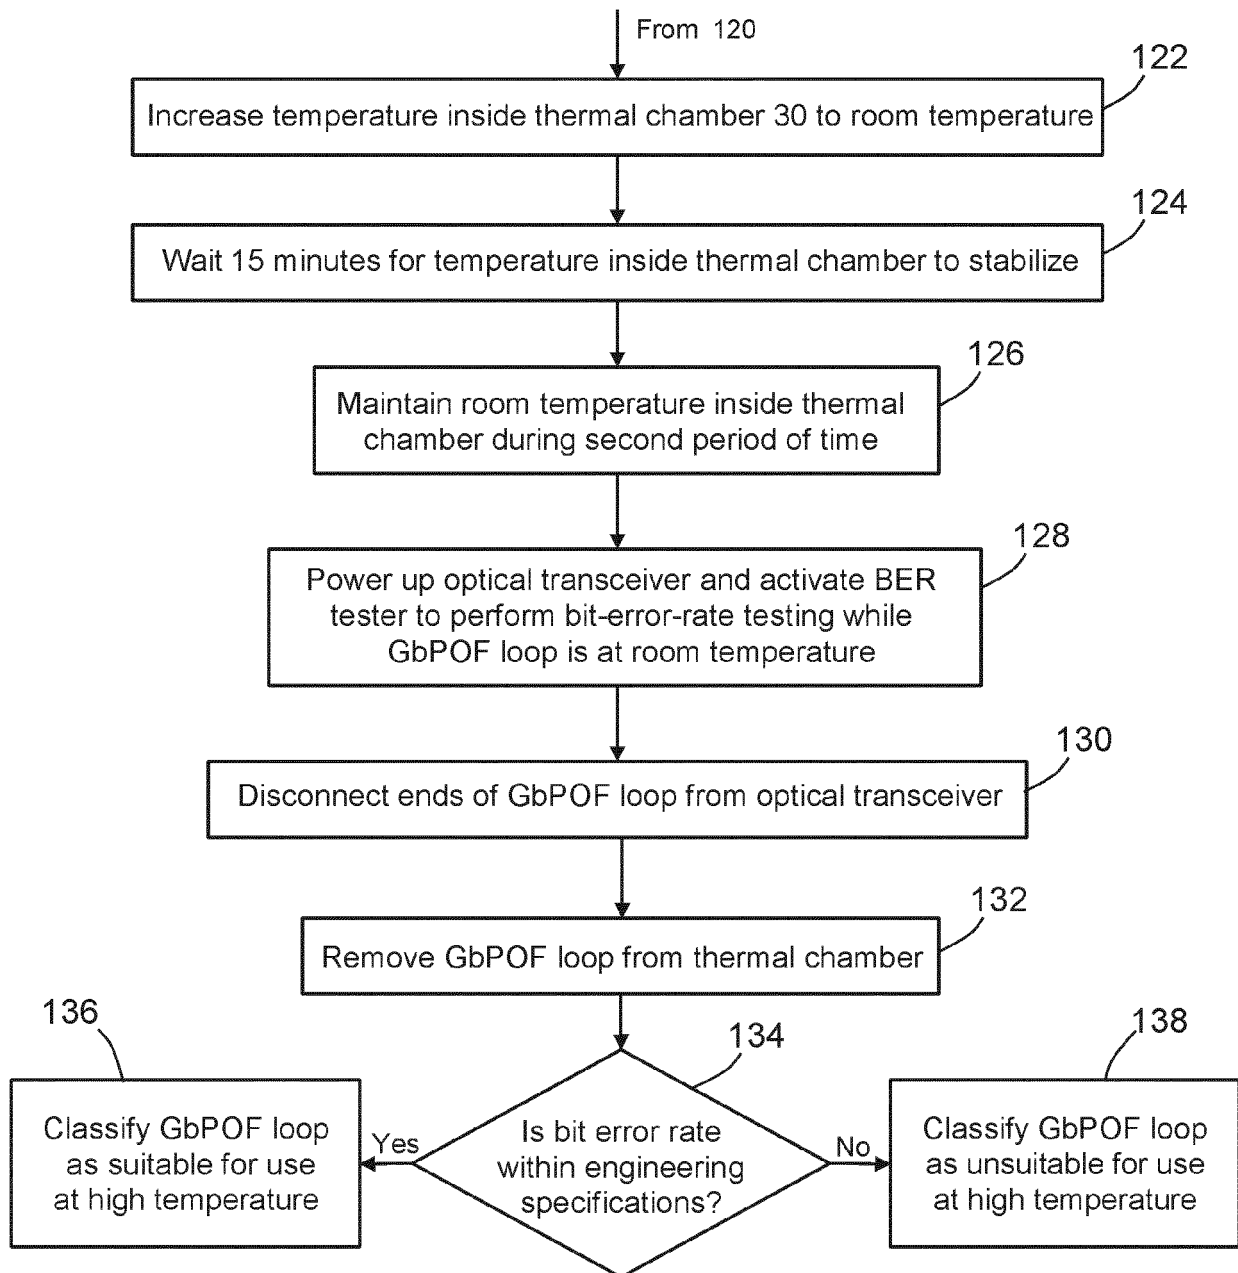 From 120
122
Increase temperature inside thermal chamber 30 to room temperature
124
Wait 15 minutes for temperature inside thermal chamber to stabilize
126
Maintain room temperature inside thermal
chamber during second period of time
128
Power up optical transceiver and activate BER
tester to perform bit-error-rate testing while
GbPOF loop is at room temperature
130
Disconnect ends of GbPOF loop from optical transceiver
132
Remove GbPOF loop from thermal chamber
136
134
138
Classify GbPOF loop
as suitable for use
at high temperature
Yes
Is bit error rate
within engineering
specifications?
No
Classify GbPOF loop
as unsuitable for use
at high temperature